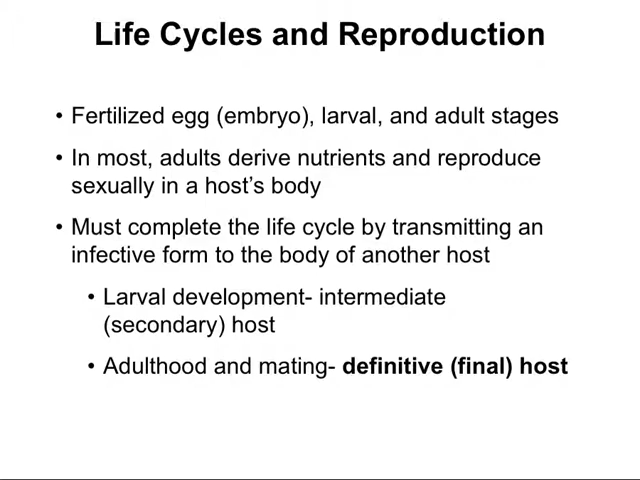 Life Cycles and Reproduction
• Fertilized egg (embryo), larval, and adult stages
• In most, adults derive nutrients and reproduce
sexually in a host's body
• Must complete the life cycle by transmitting an
infective form to the body of another host
• Larval development- intermediate
(secondary) host
• Adulthood and mating- definitive (final) host